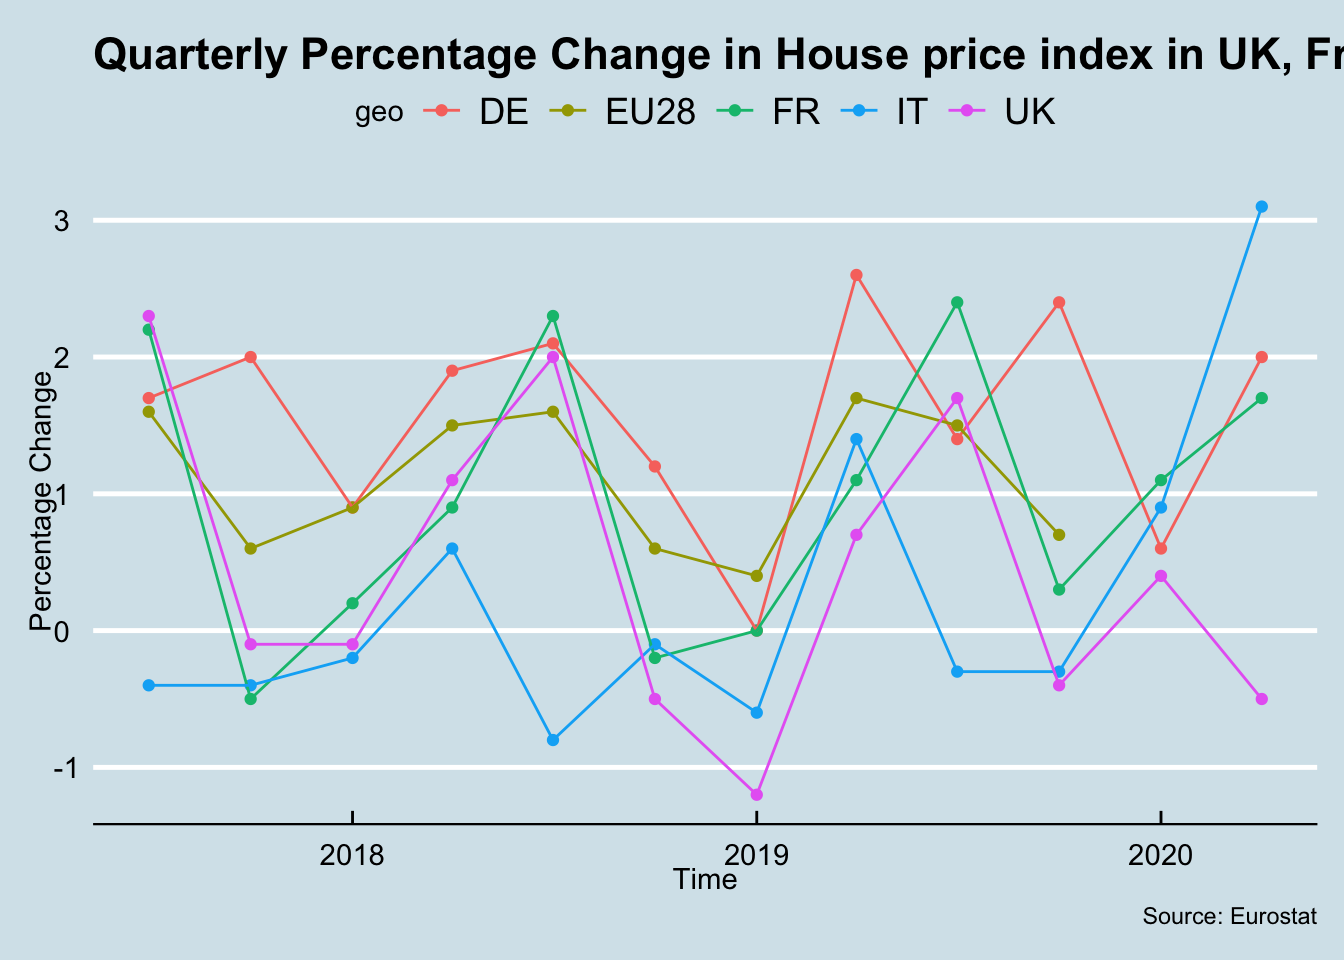 Quarterly Percentage Change in House price index in UK, Fr
geo DE EU28 FR IT UK
3
2
1
0
-1
Percentage Change
2018 2019 2020
Time
Source: Eurostat